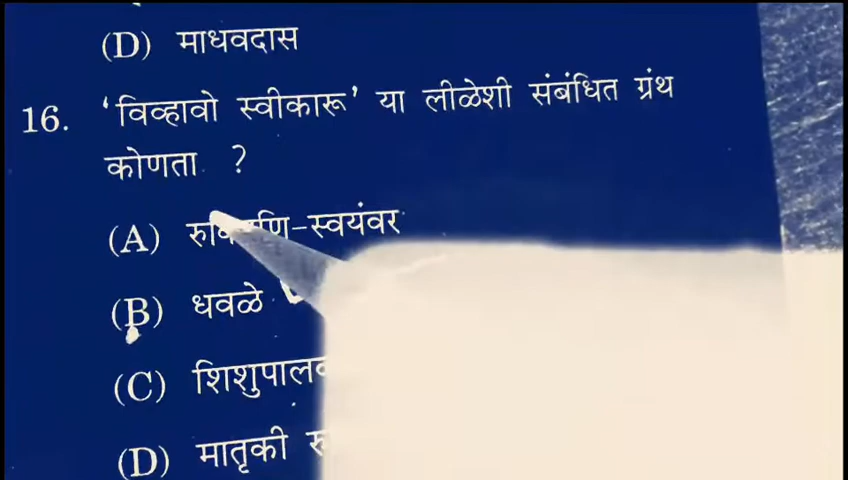 (D) माधवदास
16. ‘विव्हावो स्वीकारू’ या लीळेशी संबंधित ग्रंथ
कोणता ?
(A) स्वयंवर
(B) धवळे
(C)
(D) मातृकी